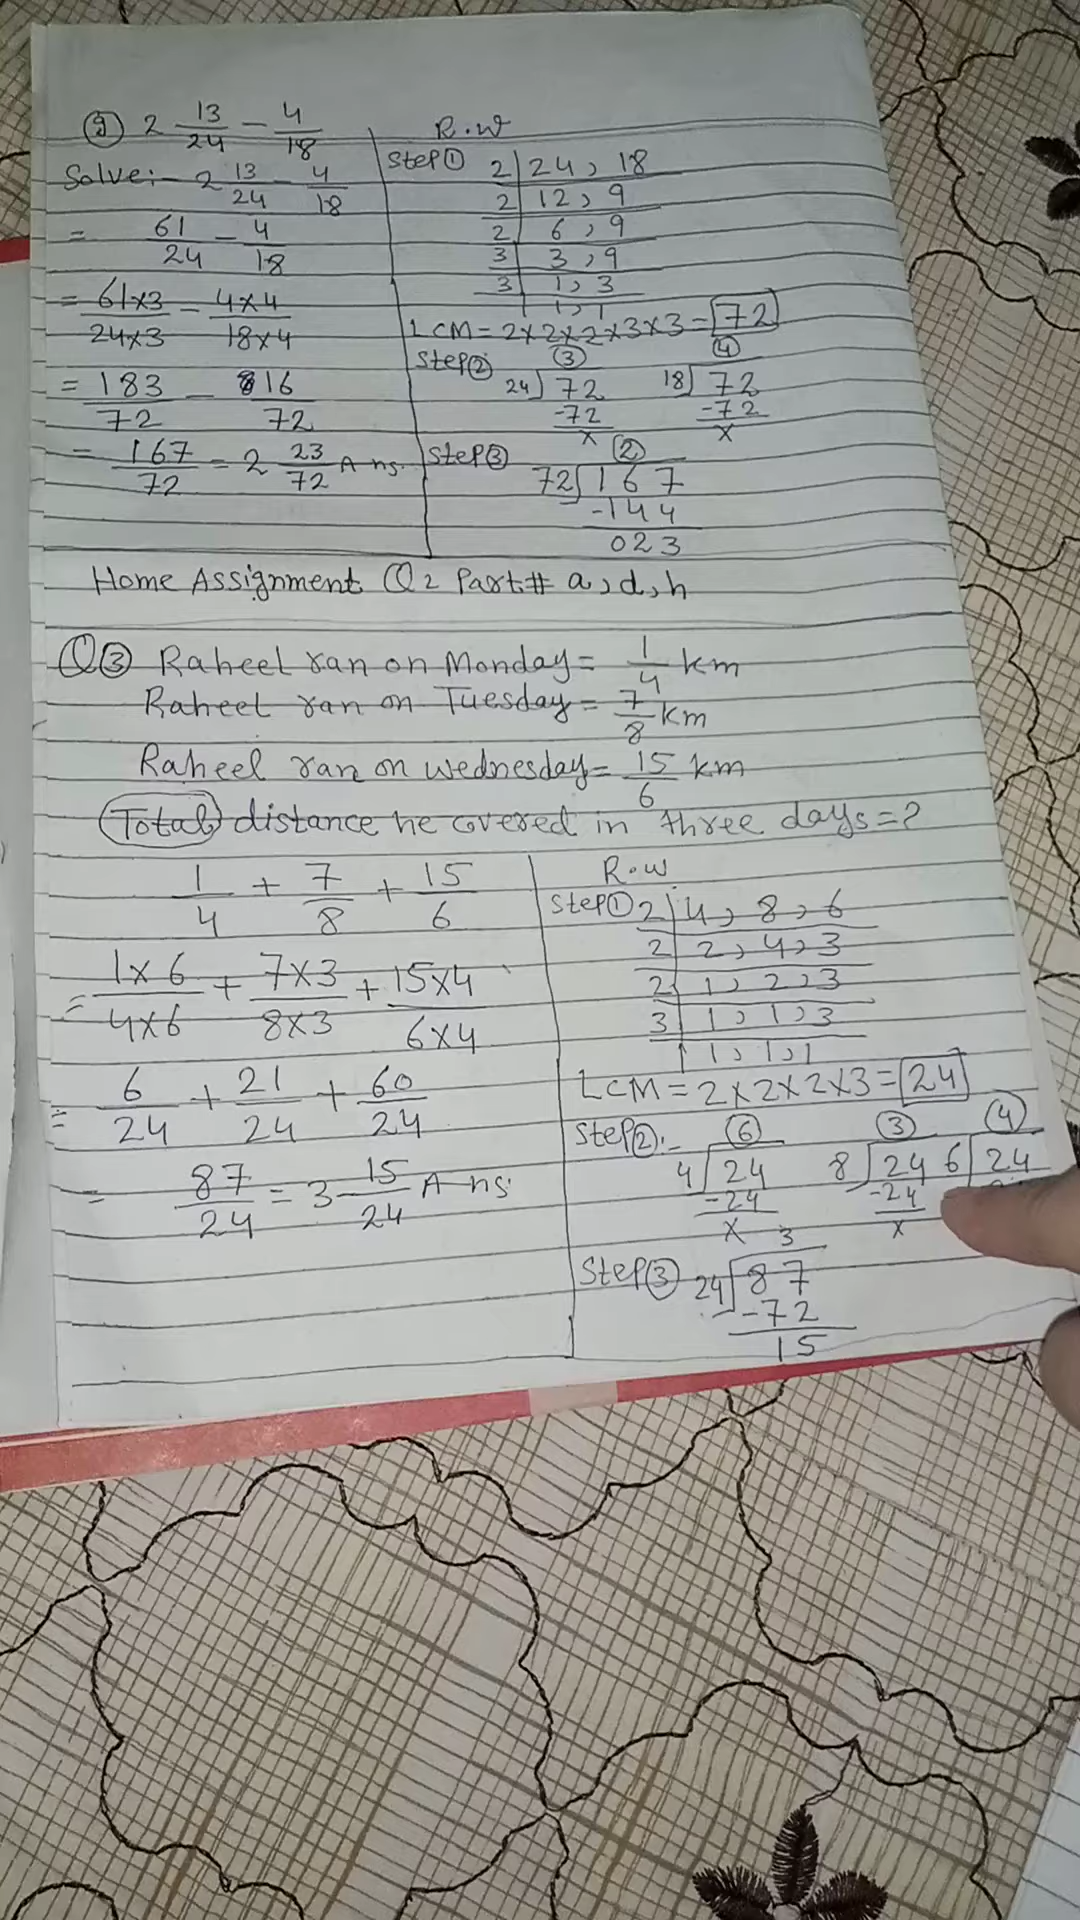 g) 2 13/24 - 4/18
Solve:- 2 13/24 - 4/18
= 61/24 - 4/18
= 61×3/24×3 - 4×4/18×4
= 183/72 - 16/72
= 167/72 = 2 23/72 Ans.
R.W
Step① 2 | 24, 18
2 | 12, 9
2 | 6, 9
3 | 3, 9
3 | 1, 3
1, 1
LCM = 2×2×2×3×3 = 72
Step② ③ ④
24) 72 18) 72
-72 -72
x x
Step③ ②
72) 167
-144
023
Home Assignment Q2 Part:# a, d, h
Q③ Raheel ran on Monday = 1/4 km
Raheel ran on Tuesday = 7/8 km
Raheel ran on wednesday = 15/6 km
Total distance he covered in three days = ?
1/4 + 7/8 + 15/6
= 1×6/4×6 + 7×3/8×3 + 15×4/6×4
= 6/24 + 21/24 + 60/24
= 87/24 = 3 15/24 Ans.
R.W
Step① 2 | 4, 8, 6
2 | 2, 4, 3
2 | 1, 2, 3
3 | 1, 1, 3
1, 1, 1
LCM = 2×2×2×3 = 24
Step②:- ⑥ ③ ④
4) 24 8) 24 6) 24
-24 -24
x x
3
Step③ 24) 87
-72
15